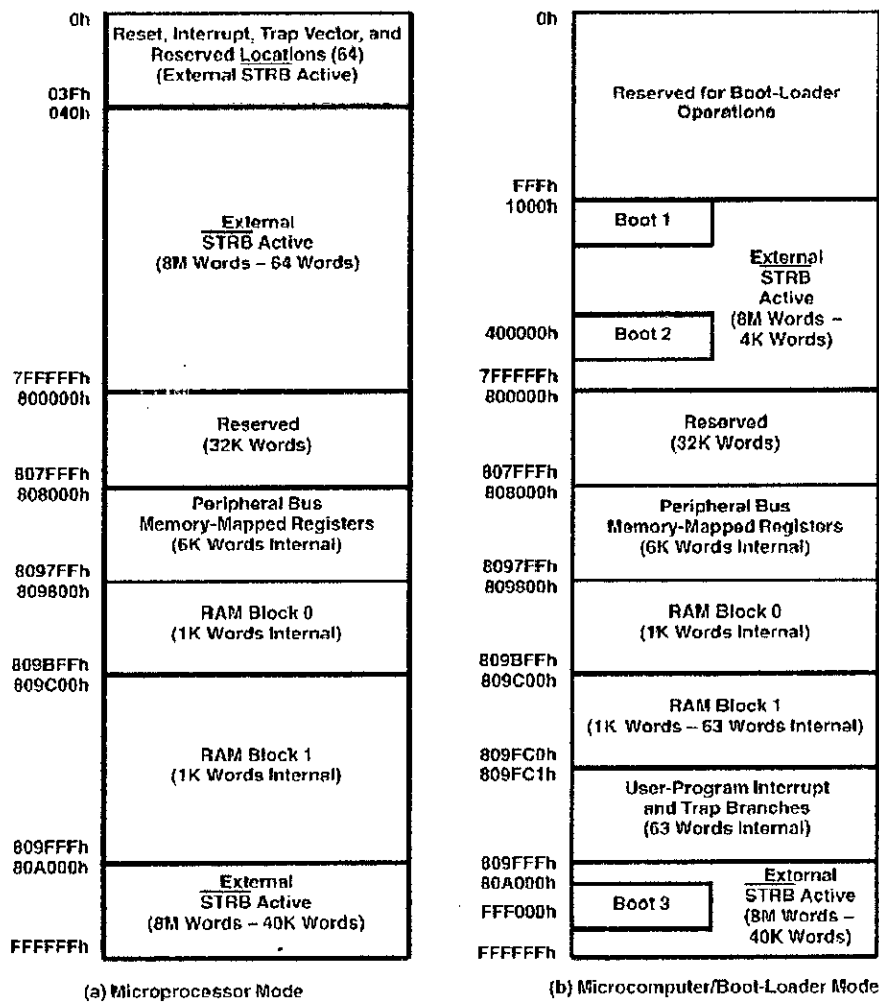 0h
Reset, Interrupt, Trap Vector, and
Reserved Locations (64)
(External STRB Active)
03Fh
040h
External
STRB Active
(8M Words – 64 Words)
7FFFFFh
800000h
Reserved
(32K Words)
807FFFh
808000h
Peripheral Bus
Memory-Mapped Registers
(6K Words Internal)
8097FFh
809800h
RAM Block 0
(1K Words Internal)
809BFFh
809C00h
RAM Block 1
(1K Words Internal)
809FFFh
80A000h
External
STRB Active
(8M Words – 40K Words)
FFFFFFh
(a) Microprocessor Mode
0h
Reserved for Boot-Loader
Operations
FFFh
1000h
Boot 1
External
STRB
Active
(8M Words –
4K Words)
400000h
Boot 2
7FFFFFh
800000h
Reserved
(32K Words)
807FFFh
808000h
Peripheral Bus
Memory-Mapped Registers
(6K Words Internal)
8097FFh
809800h
RAM Block 0
(1K Words Internal)
809BFFh
809C00h
RAM Block 1
(1K Words – 63 Words Internal)
809FC0h
809FC1h
User-Program Interrupt
and Trap Branches
(63 Words Internal)
809FFFh
80A000h
Boot 3
External
STRB Active
(8M Words –
40K Words)
FFF000h
FFFFFFh
(b) Microcomputer/Boot-Loader Mode